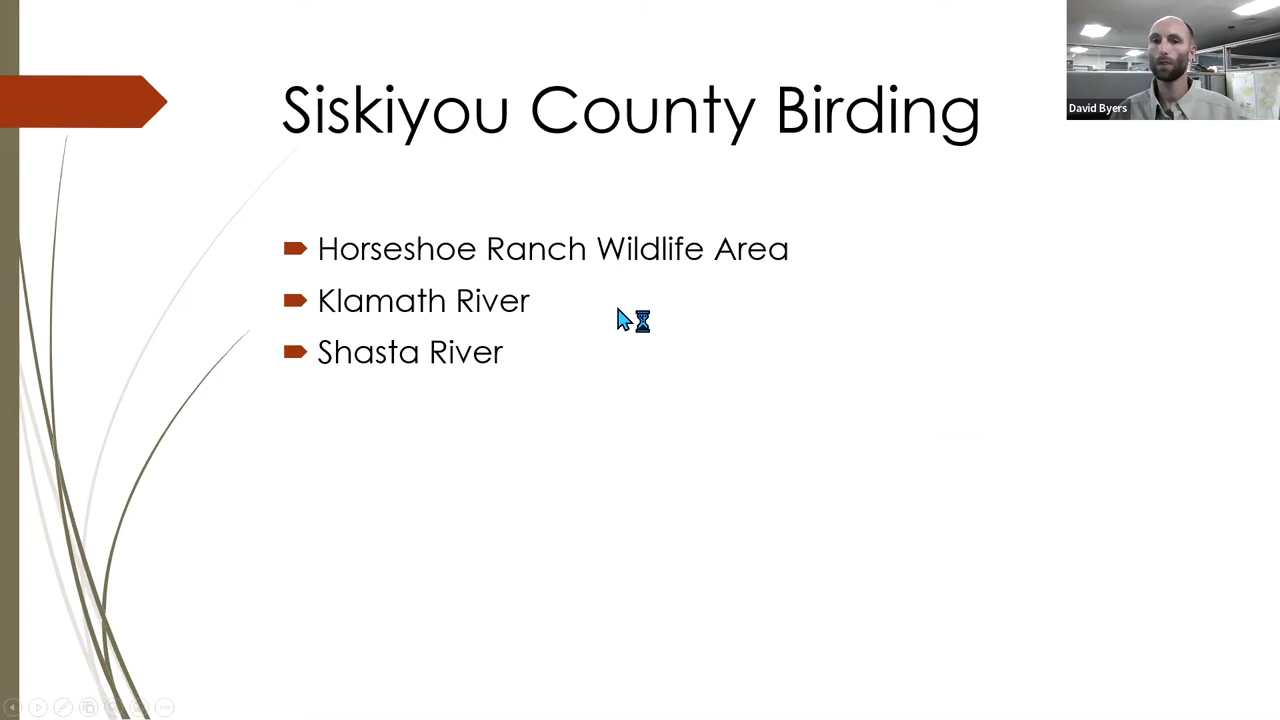 Siskiyou County Birding
David Byers
Horseshoe Ranch Wildlife Area
Klamath River
Shasta River